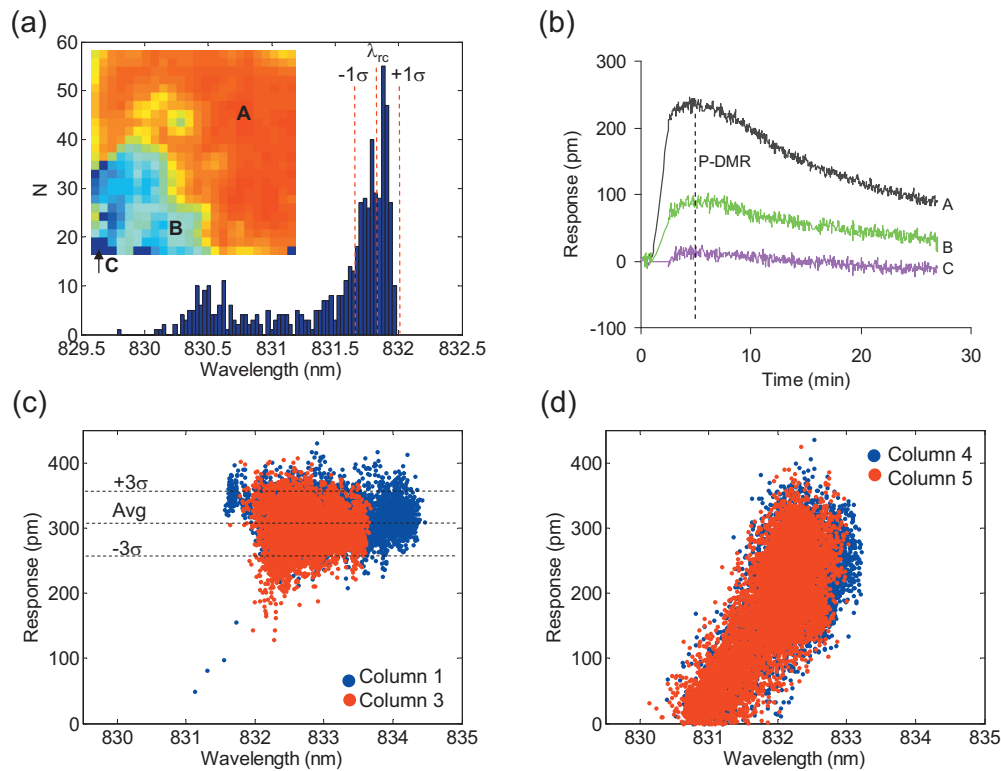 (a)
60
50
40
30
20
10
0
N
829.5 830 830.5 831 831.5 832 832.5
Wavelength (nm)
λrc
-1σ +1σ
A
B
C
(b)
300
200
100
0
-100
Response (pm)
P-DMR
A
B
C
0 10 20 30
Time (min)
(c)
400
300
200
100
0
Response (pm)
+3σ
Avg
-3σ
Column 1
Column 3
830 831 832 833 834 835
Wavelength (nm)
(d)
400
300
200
100
0
Response (pm)
Column 4
Column 5
830 831 832 833 834 835
Wavelength (nm)